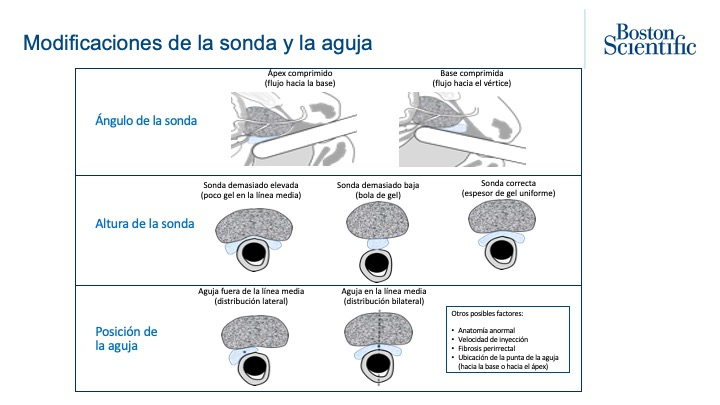 Modificaciones de la sonda y la aguja
Boston
Scientific
Ápex comprimido
(flujo hacia la base)
Base comprimida
(flujo hacia el vértice)
Ángulo de la sonda
Sonda demasiado elevada
(poco gel en la línea media)
Sonda demasiado baja
(bola de gel)
Sonda correcta
(espesor de gel uniforme)
Altura de la sonda
Aguja fuera de la línea media
(distribución lateral)
Aguja en la línea media
(distribución bilateral)
Posición de
la aguja
Otros posibles factores:
• Anatomía anormal
• Velocidad de inyección
• Fibrosis perirrectal
• Ubicación de la punta de la aguja
(hacia la base o hacia el ápex)